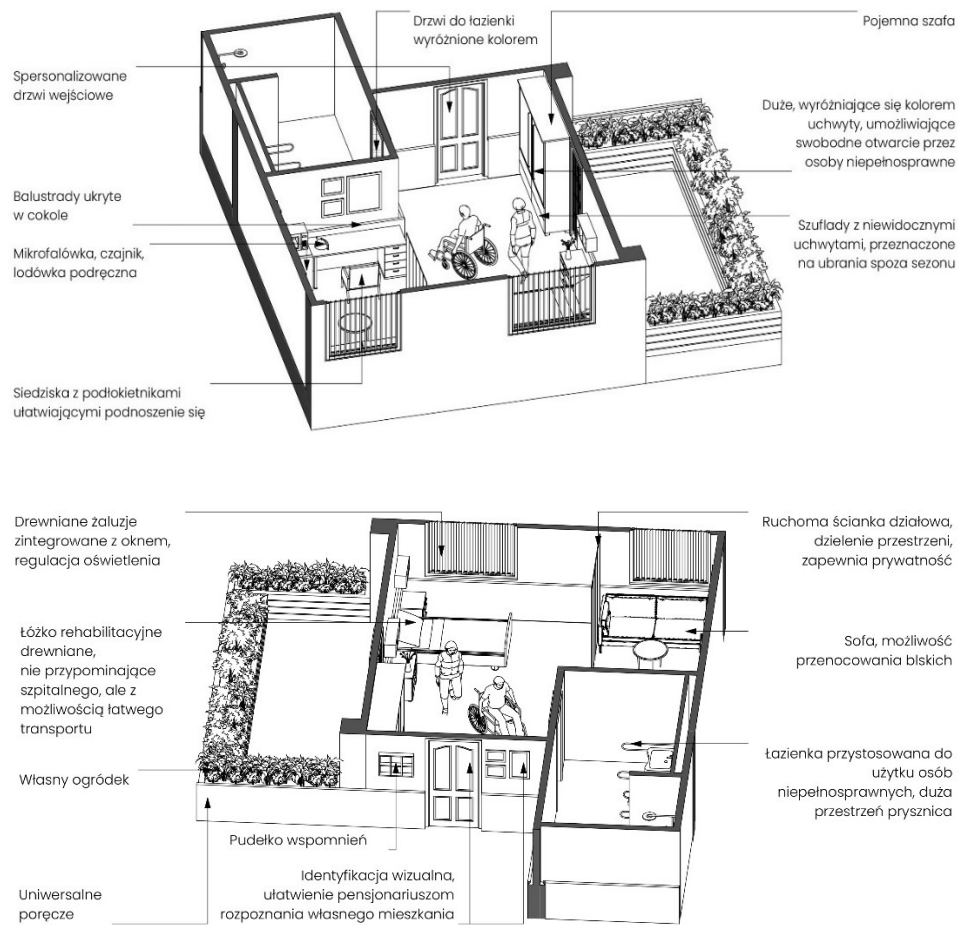 Drzwi do łazienki
wyróżnione kolorem
Pojemna szafa
Spersonalizowane
drzwi wejściowe
Duże, wyróżniające się kolorem
uchwyty, umożliwiające
swobodne otwarcie przez
osoby niepełnosprawne
Balustrady ukryte
w cokole
Mikrofalówka, czajnik,
lodówka podręczna
Szuflady z niewidocznymi
uchwytami, przeznaczone
na ubrania spoza sezonu
Siedziska z podłokietnikami
ułatwiającymi podnoszenie się
Drewniane żaluzje
zintegrowane z oknem,
regulacja oświetlenia
Ruchoma ścianka działowa,
dzielenie przestrzeni,
zapewnia prywatność
Łóżko rehabilitacyjne
drewniane,
nie przypominające
szpitalnego, ale z
możliwością łatwego
transportu
Sofa, możliwość
przenocowania blskich
Własny ogródek
Łazienka przystosowana do
użytku osób
niepełnosprawnych, duża
przestrzeń prysznica
Pudełko wspomnień
Identyfikacja wizualna,
ułatwienie pensjonariuszom
rozpoznania własnego mieszkania
Uniwersalne
poręcze